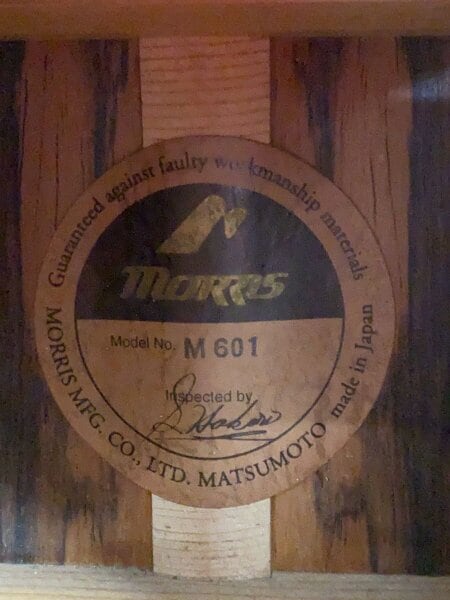 Guaranteed against faulty workmanship materials
MORRIS
Model No. M 601
Inspected by
MORRIS MFG. CO., LTD. MATSUMOTO made in Japan